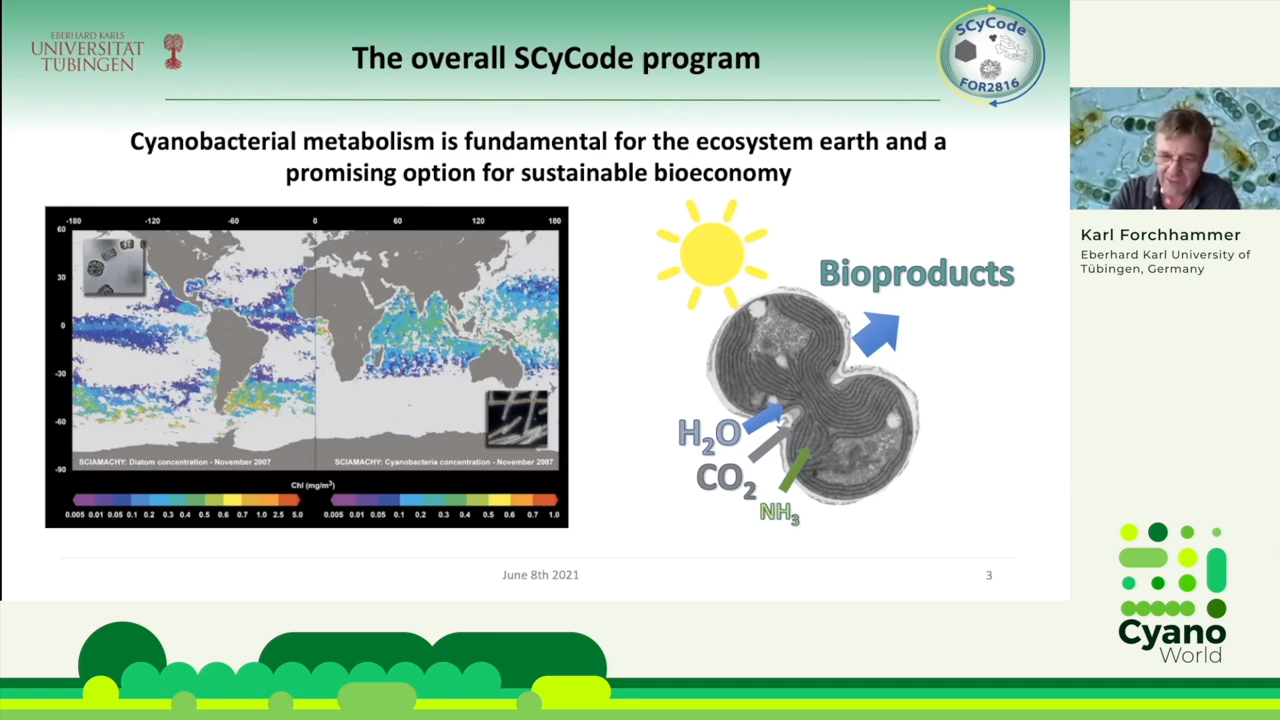 EBERHARD KARLS
UNIVERSITÄT
TÜBINGEN
The overall SCyCode program
SCyCode
FOR2816
Cyanobacterial metabolism is fundamental for the ecosystem earth and a
promising option for sustainable bioeconomy
-180 -120 -60 0 60 120 180
60
30
0
-30
-60
-90
SCIAMACHY: Diatom concentration - November 2007
SCIAMACHY: Cyanobacteria concentration - November 2007
Chl (mg/m³)
0.005 0.01 0.05 0.1 0.2 0.3 0.4 0.5 0.6 0.7 1.0 2.5 5.0
0.005 0.01 0.05 0.1 0.2 0.3 0.4 0.5 0.6 0.7 1.0
Bioproducts
H₂O
CO₂
NH₃
June 8th 2021
3
Karl Forchhammer
Eberhard Karl University of
Tübingen, Germany
Cyano
World